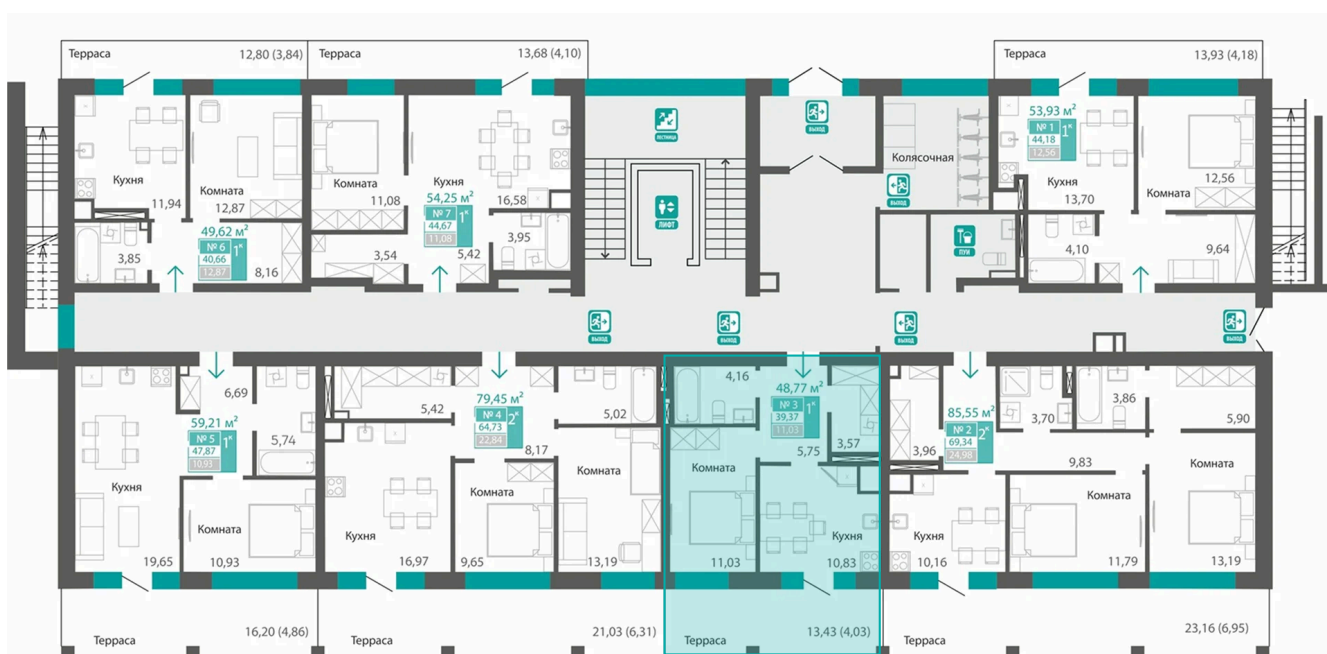 Терраса
12,80 (3,84)
Терраса
13,68 (4,10)
Терраса
13,93 (4,18)
Кухня
11,94
Комната
12,87
3,85
49,62 м²
№ 6
40,66
12,87
1к
8,16
Комната
11,08
3,54
Кухня
16,58
54,25 м²
№ 7
44,67
11,08
1к
5,42
3,95
ЛЕСТНИЦА
ЛИФТ
ВЫХОД
Колясочная
ВЫХОД
ПУИ
53,93 м²
№ 1
44,18
12,56
1к
Кухня
13,70
Комната
12,56
4,10
9,64
ВЫХОД
ВЫХОД
ВЫХОД
ВЫХОД
6,69
59,21 м²
№ 5
47,87
10,93
1к
5,74
Кухня
19,65
Комната
10,93
5,42
79,45 м²
№ 4
64,73
22,84
2к
5,02
8,17
Кухня
16,97
Комната
9,65
Комната
13,19
4,16
48,77 м²
№ 3
39,37
11,03
1к
5,75
3,57
Комната
11,03
Кухня
10,83
3,96
85,55 м²
№ 2
69,34
24,98
2к
3,70
3,86
5,90
9,83
Кухня
10,16
Комната
11,79
Комната
13,19
Терраса
16,20 (4,86)
Терраса
21,03 (6,31)
Терраса
13,43 (4,03)
Терраса
23,16 (6,95)